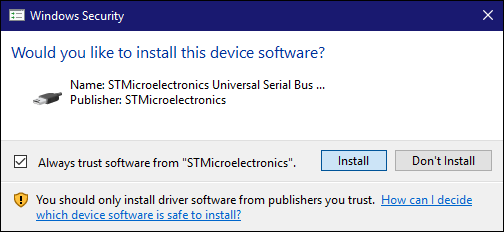 Windows Security
Would you like to install this device software?
Name: STMicroelectronics Universal Serial Bus ...
Publisher: STMicroelectronics
Always trust software from "STMicroelectronics".
Install
Don't Install
You should only install driver software from publishers you trust. How can I decide
which device software is safe to install?